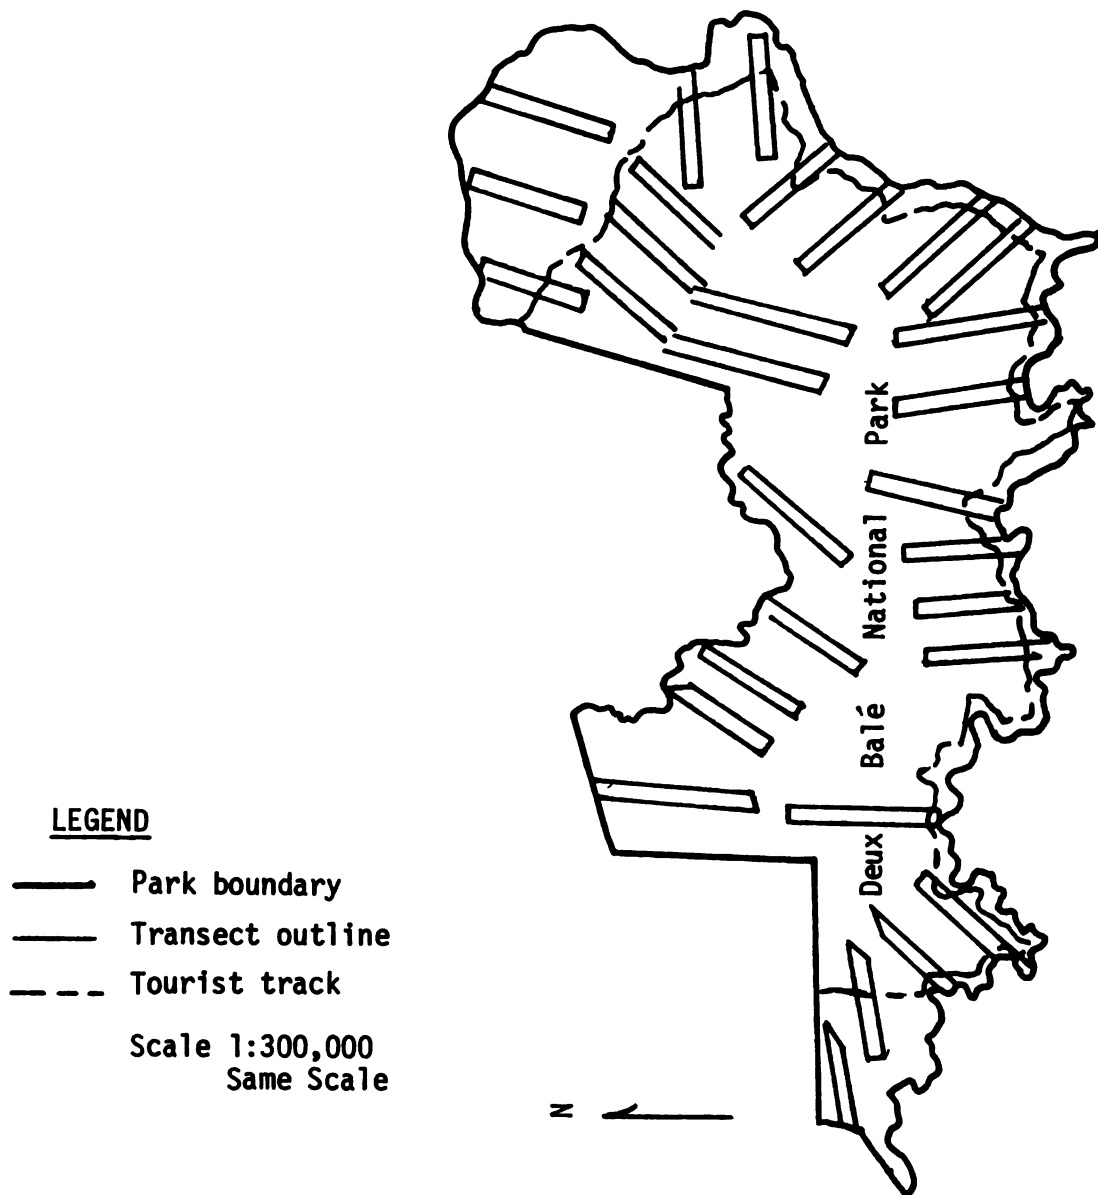 Deux Balé National Park
LEGEND
Park boundary
Transect outline
Tourist track
Scale 1:300,000
Same Scale
N